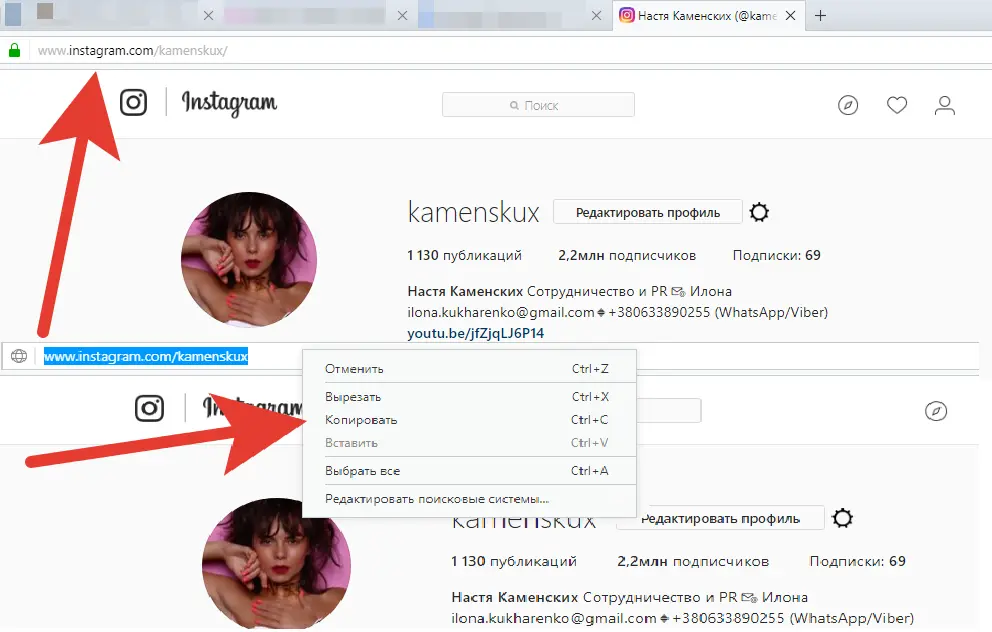 Настя Каменских (@kame
www.instagram.com/kamenskux/
Instagram
Поиск
kamenskux
Редактировать профиль
1 130 публикаций 2,2млн подписчиков Подписки: 69
Настя Каменских Сотрудничество и PR Илона
ilona.kukharenko@gmail.com +380633890255 (WhatsApp/Viber)
youtu.be/jfZjqLJ6P14
www.instagram.com/kamenskux
Отменить Ctrl+Z
Вырезать Ctrl+X
Instagram
Копировать Ctrl+C
Вставить Ctrl+V
Выбрать все Ctrl+A
Редактировать поисковые системы...
kamenskux
Редактировать профиль
1 130 публикаций 2,2млн подписчиков Подписки: 69
Настя Каменских Сотрудничество и PR Илона
ilona.kukharenko@gmail.com +380633890255 (WhatsApp/Viber)